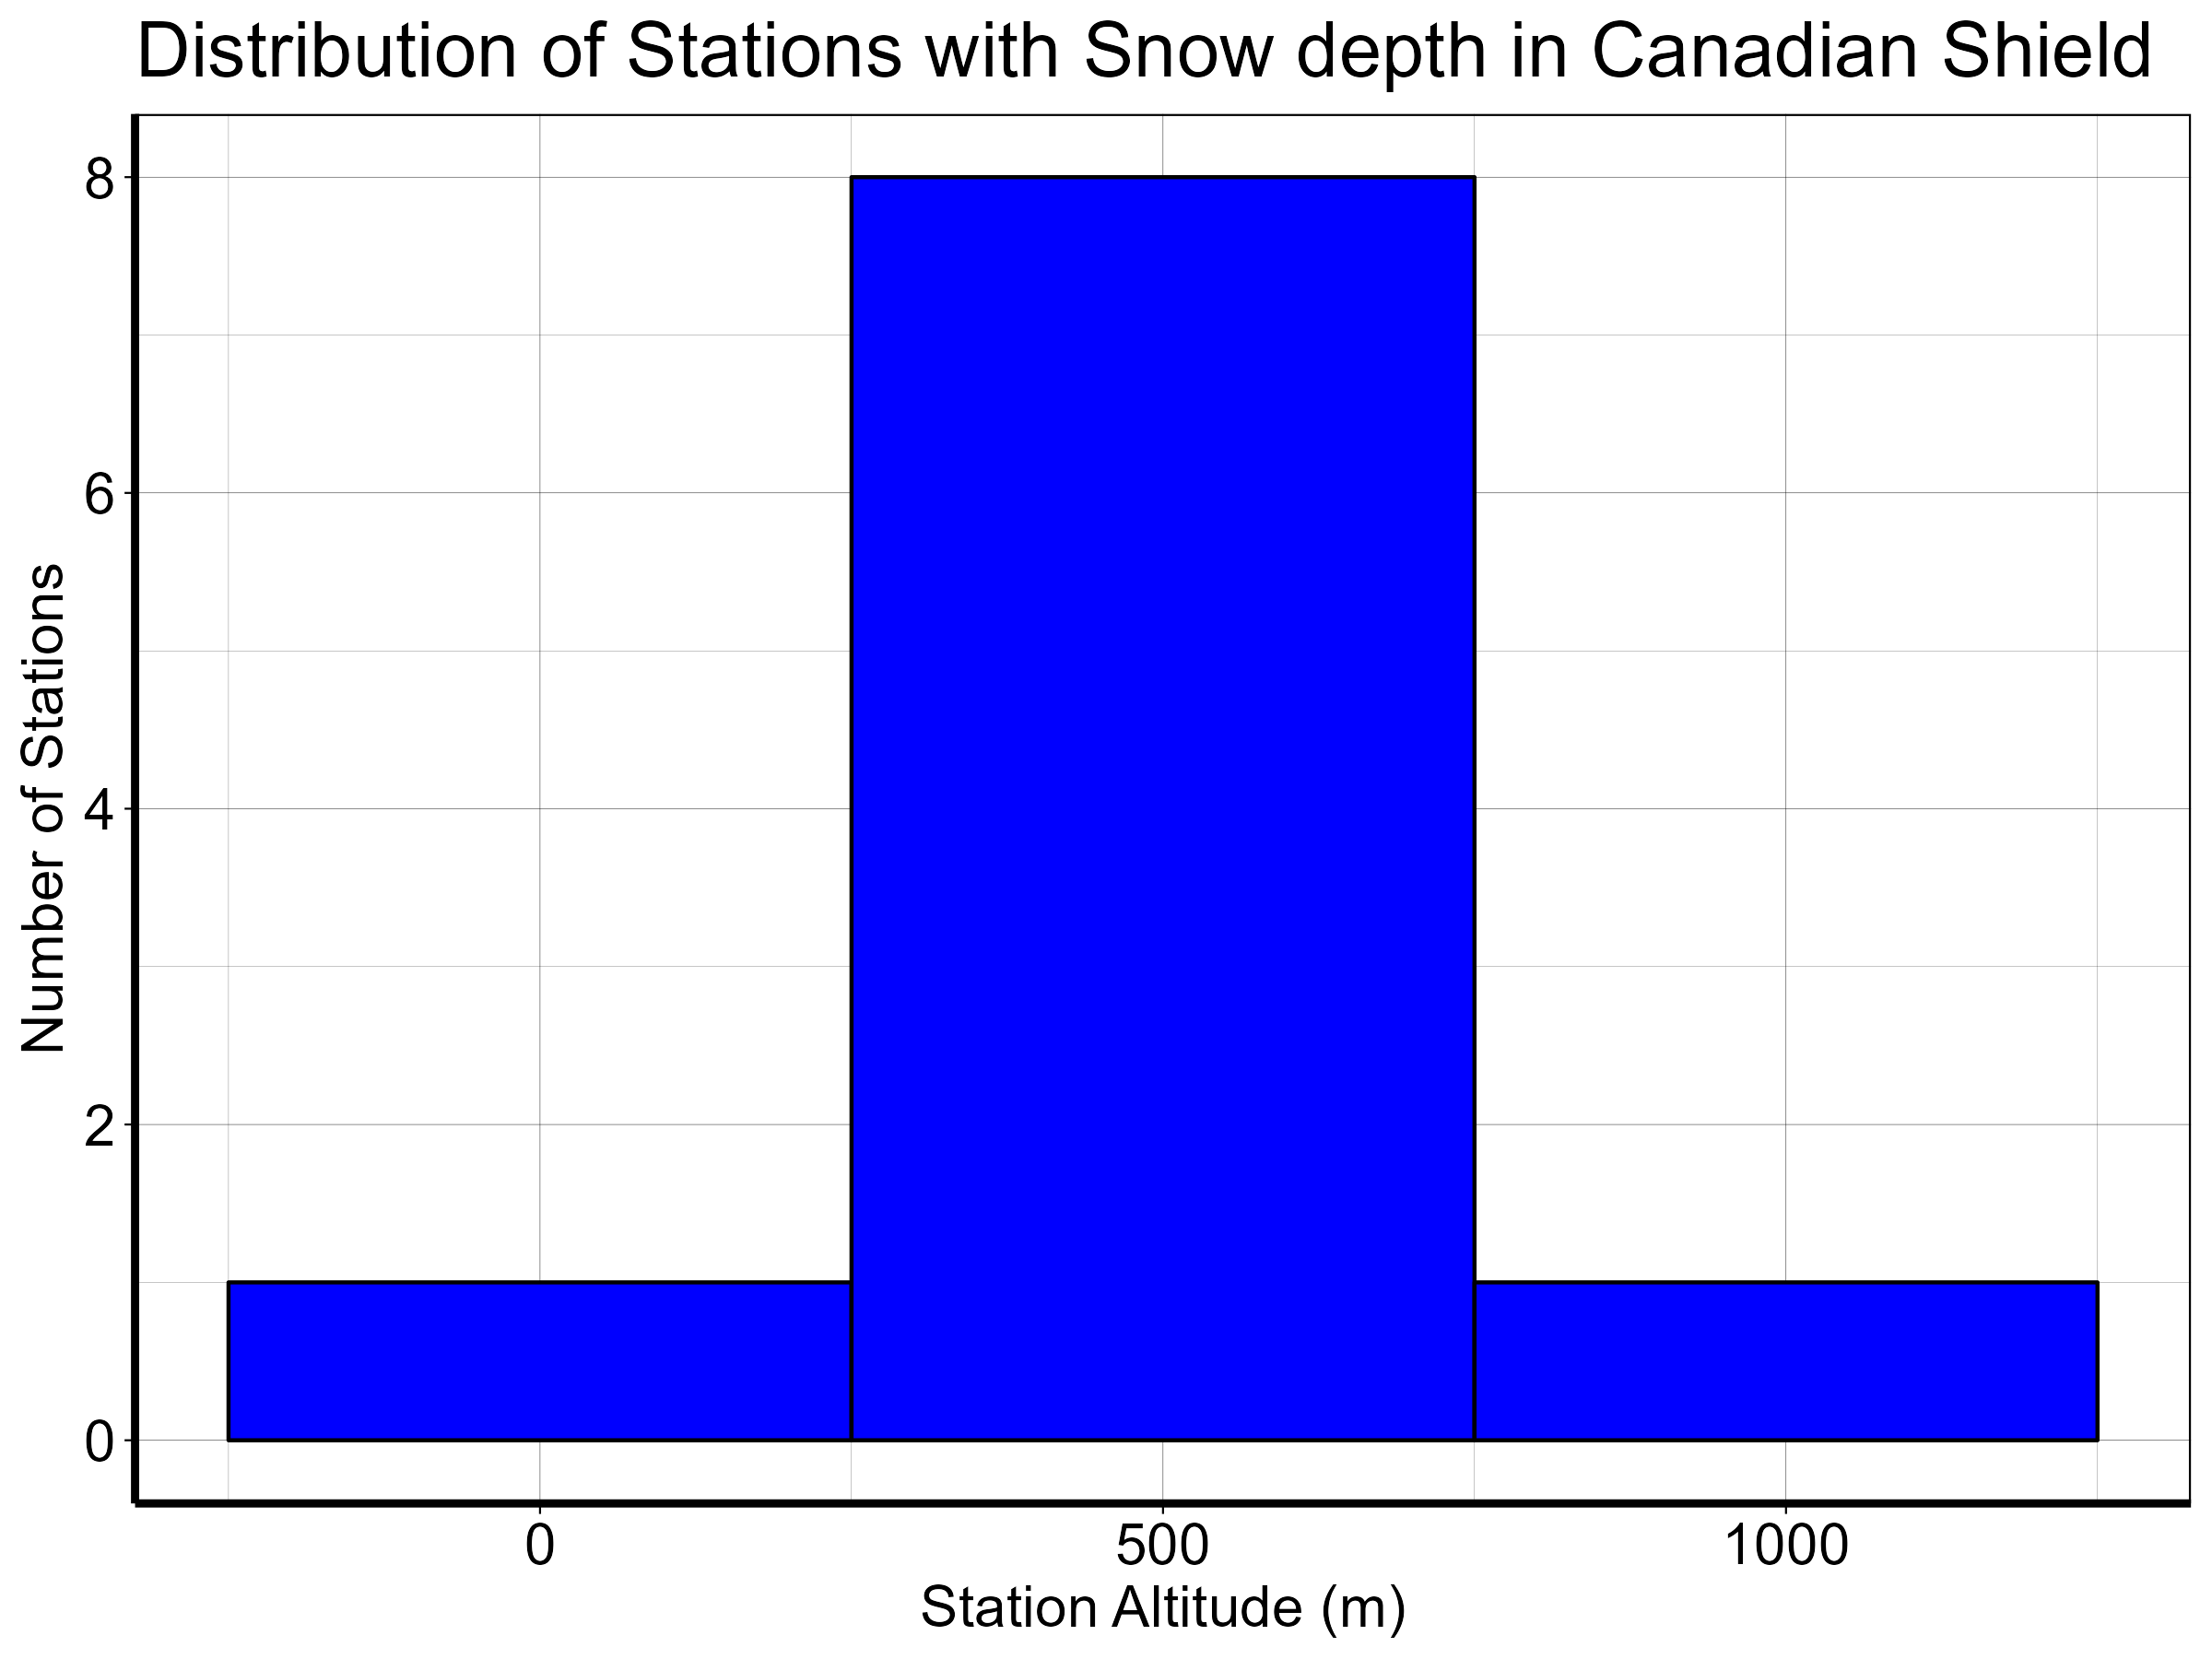 Distribution of Stations with Snow depth in Canadian Shield
8
6
4
2
0
Number of Stations
0 500 1000
Station Altitude (m)